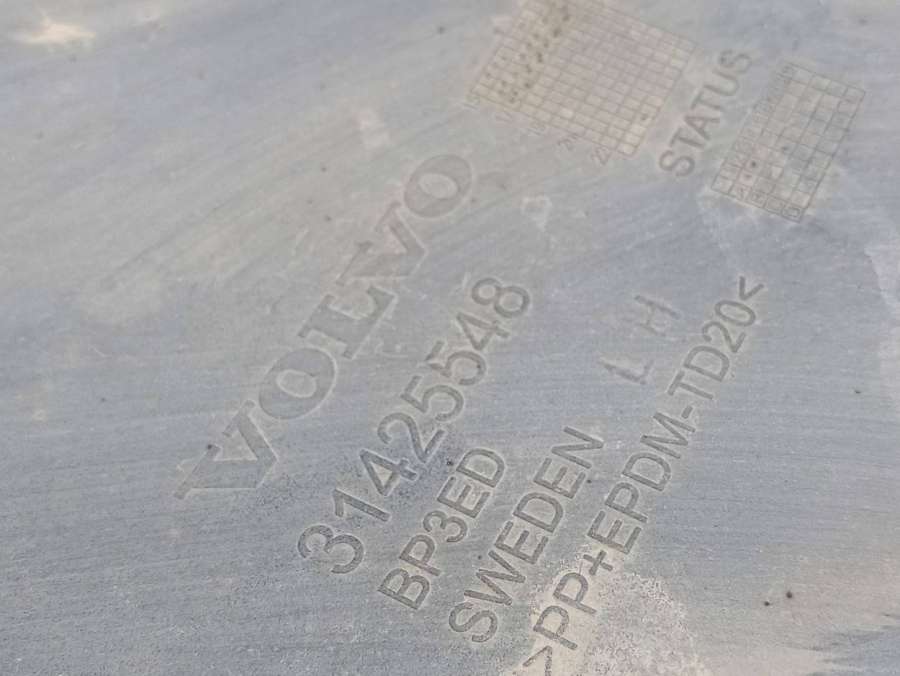 VOLVO
31425548
BP3ED
SWEDEN
LH
>PP+EPDM-TD20<
STATUS